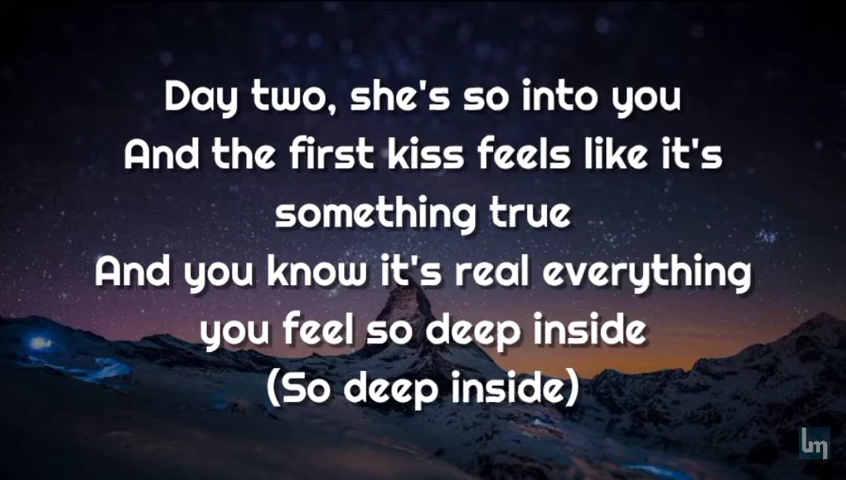 Day two, she's so into you
And the first kiss feels like it's
something true
And you know it's real everything
you feel so deep inside
(So deep inside)
lm